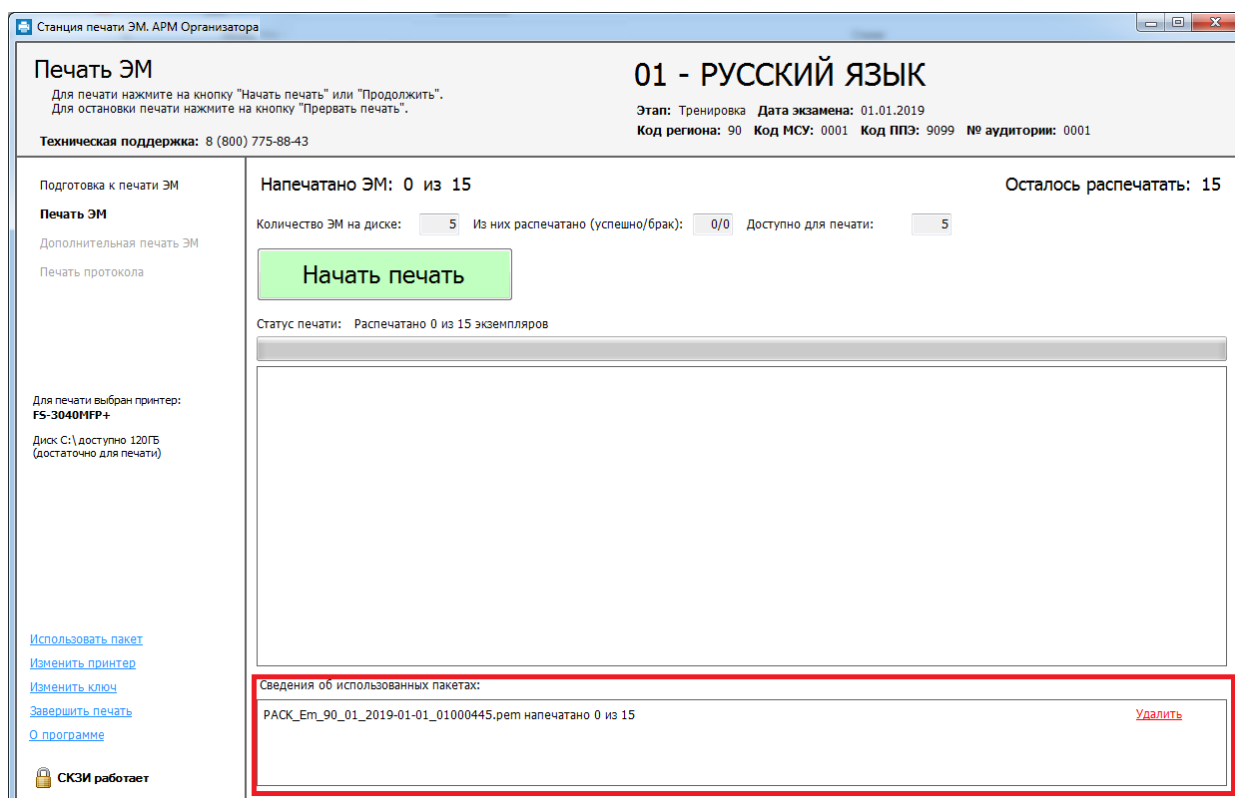 Станция печати ЭМ. АРМ Организатора
Печать ЭМ
Для печати нажмите на кнопку "Начать печать" или "Продолжить".
Для остановки печати нажмите на кнопку "Прервать печать".
Техническая поддержка: 8 (800) 775-88-43
01 - РУССКИЙ ЯЗЫК
Этап: Тренировка Дата экзамена: 01.01.2019
Код региона: 90 Код МСУ: 0001 Код ППЭ: 9099 № аудитории: 0001
Подготовка к печати ЭМ
Печать ЭМ
Дополнительная печать ЭМ
Печать протокола
Для печати выбран принтер:
FS-3040MFP+
Диск C:\ доступно 120ГБ
(достаточно для печати)
Использовать пакет
Изменить принтер
Изменить ключ
Завершить печать
О программе
СКЗИ работает
Напечатано ЭМ: 0 из 15
Осталось распечатать: 15
Количество ЭМ на диске: 5 Из них распечатано (успешно/брак): 0/0 Доступно для печати: 5
Начать печать
Статус печати: Распечатано 0 из 15 экземпляров
Сведения об использованных пакетах:
PACK_Em_90_01_2019-01-01_01000445.pem напечатано 0 из 15
Удалить